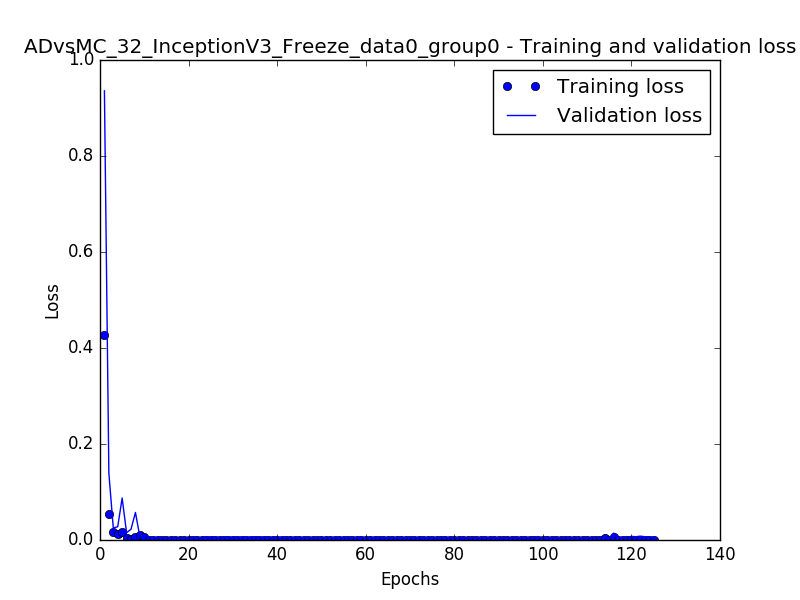 ADvsMC_32_InceptionV3_Freeze_data0_group0 - Training and validation loss
1.0
Training loss
Validation loss
0.8
0.6
Loss
0.4
0.2
0.0
0 20 40 60 80 100 120 140
Epochs